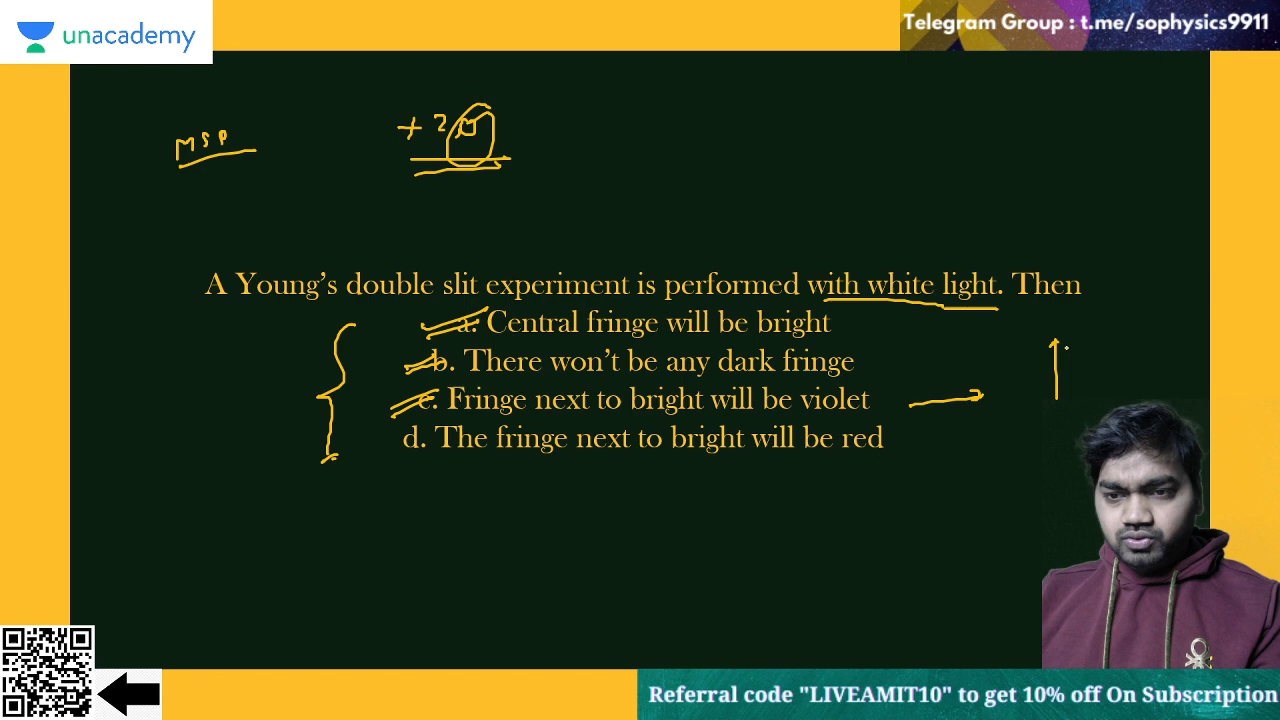 unacademy
Telegram Group : t.me/sophysics9911
MSP
A Young's double slit experiment is performed with white light. Then
a. Central fringe will be bright
b. There won't be any dark fringe
c. Fringe next to bright will be violet
d. The fringe next to bright will be red
Referral code "LIVEAMIT10" to get 10% off On Subscription